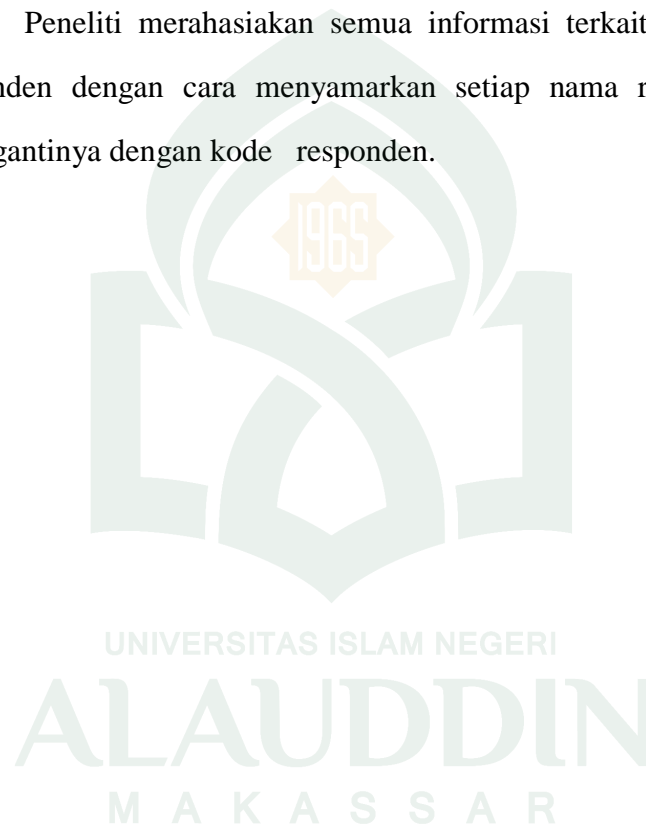 Peneliti merahasiakan semua informasi terkait
nden dengan cara menyamarkan setiap nama r
gantinya dengan kode responden.
1965
UNIVERSITAS ISLAM NEGERI
ALAUDDIN
MAKASSAR